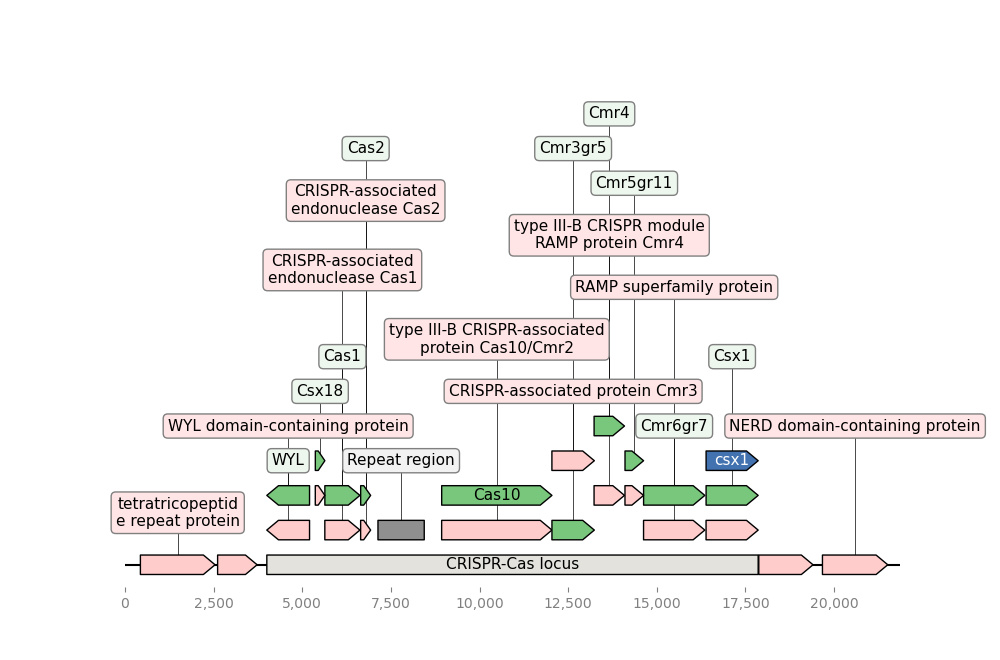 Cmr4
Cas2
Cmr3gr5
Cmr5gr11
CRISPR-associated
endonuclease Cas2
type III-B CRISPR module
RAMP protein Cmr4
CRISPR-associated
endonuclease Cas1
RAMP superfamily protein
type III-B CRISPR-associated
protein Cas10/Cmr2
Cas1
Csx1
Csx18
CRISPR-associated protein Cmr3
WYL domain-containing protein
Cmr6gr7
NERD domain-containing protein
WYL
Repeat region
csx1
Cas10
tetratricopeptid
e repeat protein
CRISPR-Cas locus
0 2,500 5,000 7,500 10,000 12,500 15,000 17,500 20,000